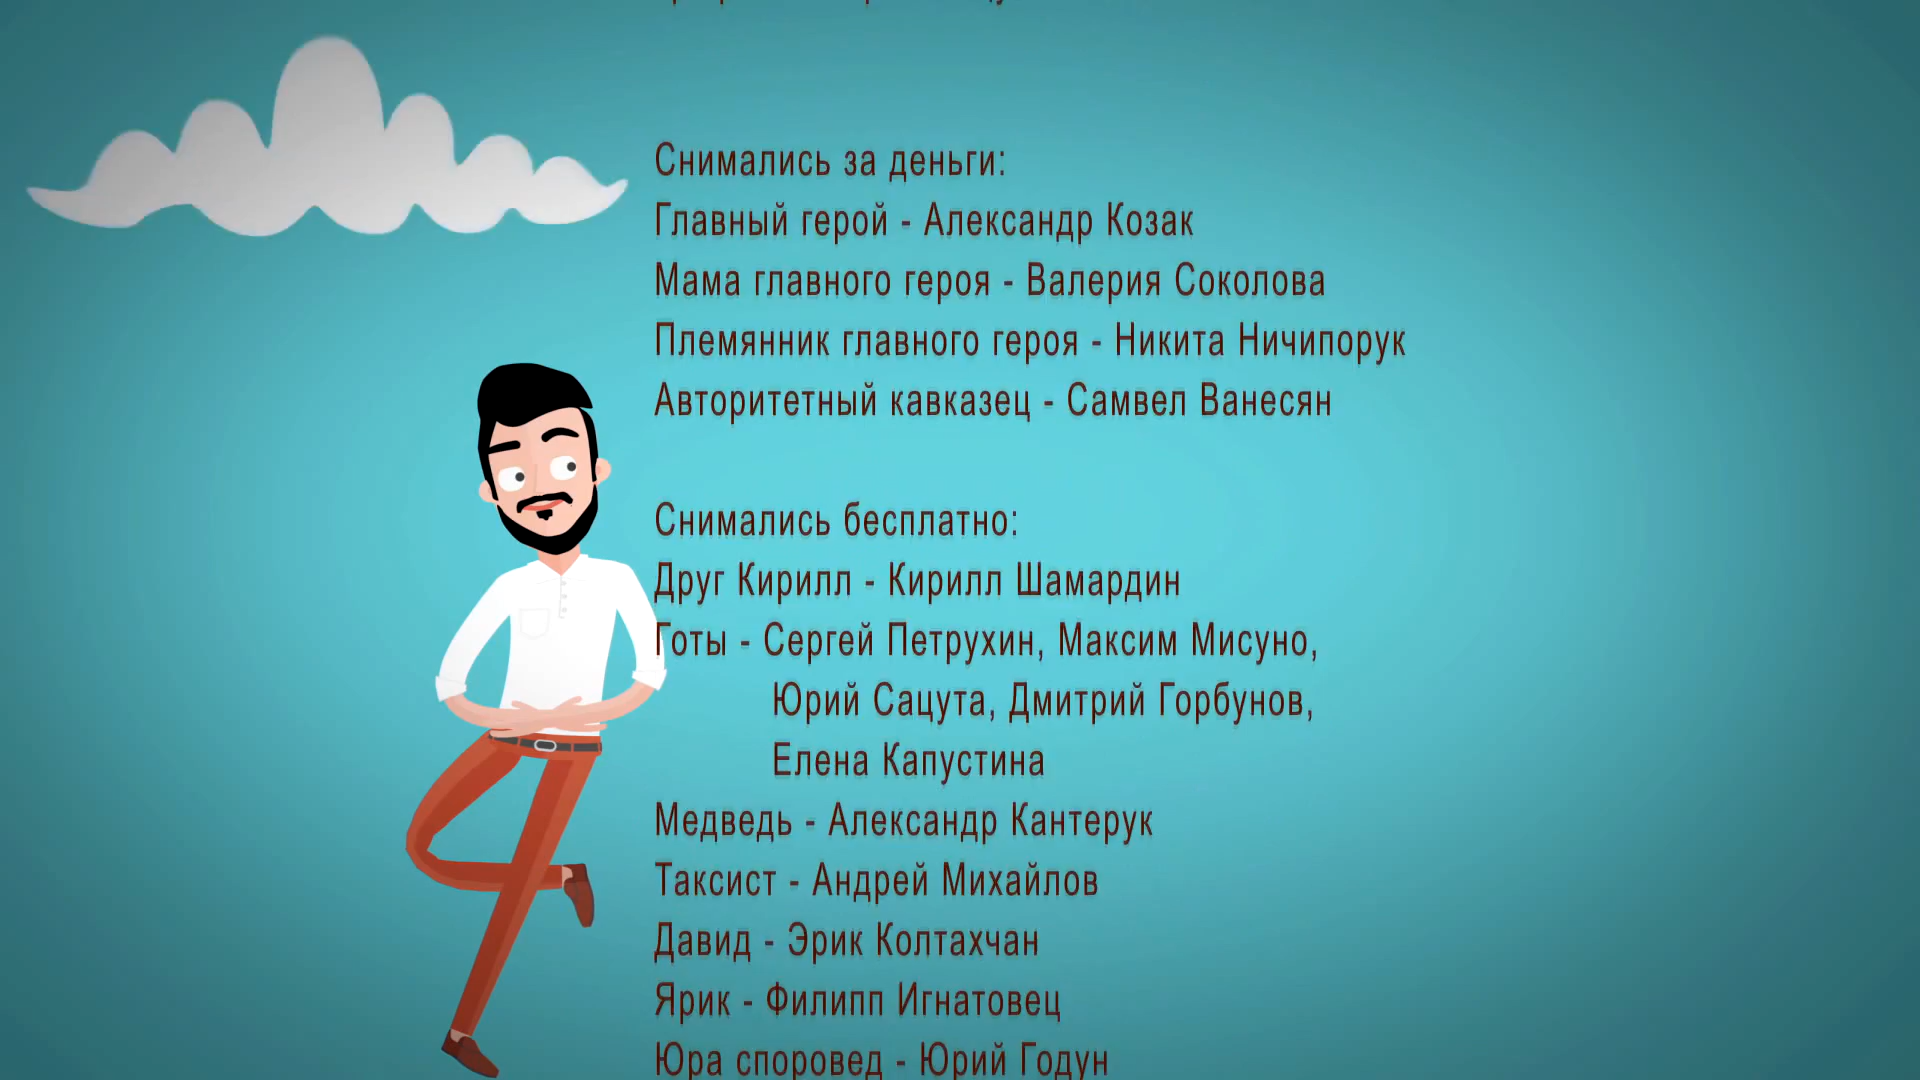 Снимались за деньги:
Главный герой - Александр Козак
Мама главного героя - Валерия Соколова
Племянник главного героя - Никита Ничипорук
Авторитетный кавказец - Самвел Ванесян
Снимались бесплатно:
Друг Кирилл - Кирилл Шамардин
Готы - Сергей Петрухин, Максим Мисуно,
Юрий Сацута, Дмитрий Горбунов,
Елена Капустина
Медведь - Александр Кантерук
Таксист - Андрей Михайлов
Давид - Эрик Колтахчан
Ярик - Филипп Игнатовец
Юра споровед - Юрий Годун